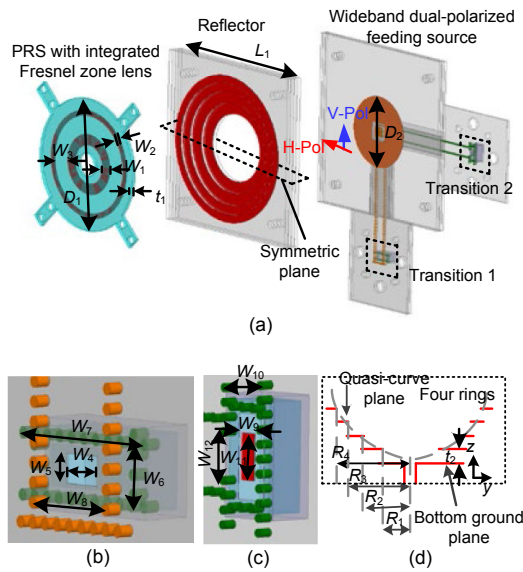 PRS with integrated
Fresnel zone lens
Reflector
Wideband dual-polarized
feeding source
L1
W3
W2
W1
D1
t1
Symmetric
plane
V-Pol
H-Pol
D2
Transition 2
Transition 1
(a)
W7
W5
W4
W6
W8
(b)
W10
W9
W12
W11
(c)
Quasi-curve
plane
Four rings
R4
R3
R2
R1
t2
z
y
Bottom ground
plane
(d)